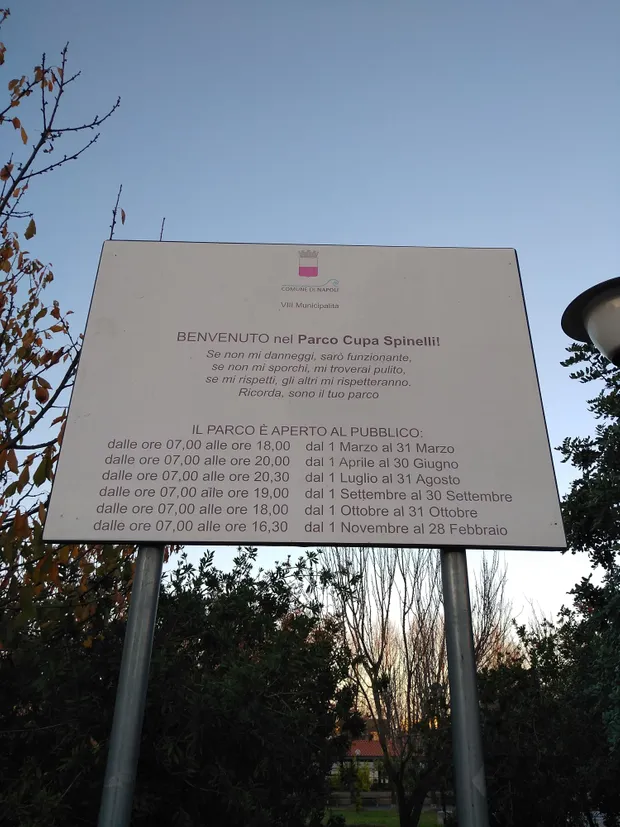 COMUNE DI NAPOLI
VIII Municipalità
BENVENUTO nel Parco Cupa Spinelli!
Se non mi danneggi, sarò funzionante,
se non mi sporchi, mi troverai pulito,
se mi rispetti, gli altri mi rispetteranno.
Ricorda, sono il tuo parco
IL PARCO È APERTO AL PUBBLICO:
dalle ore 07,00 alle ore 18,00 dal 1 Marzo al 31 Marzo
dalle ore 07,00 alle ore 20,00 dal 1 Aprile al 30 Giugno
dalle ore 07,00 alle ore 20,30 dal 1 Luglio al 31 Agosto
dalle ore 07,00 alle ore 19,00 dal 1 Settembre al 30 Settembre
dalle ore 07,00 alle ore 18,00 dal 1 Ottobre al 31 Ottobre
dalle ore 07,00 alle ore 16,30 dal 1 Novembre al 28 Febbraio